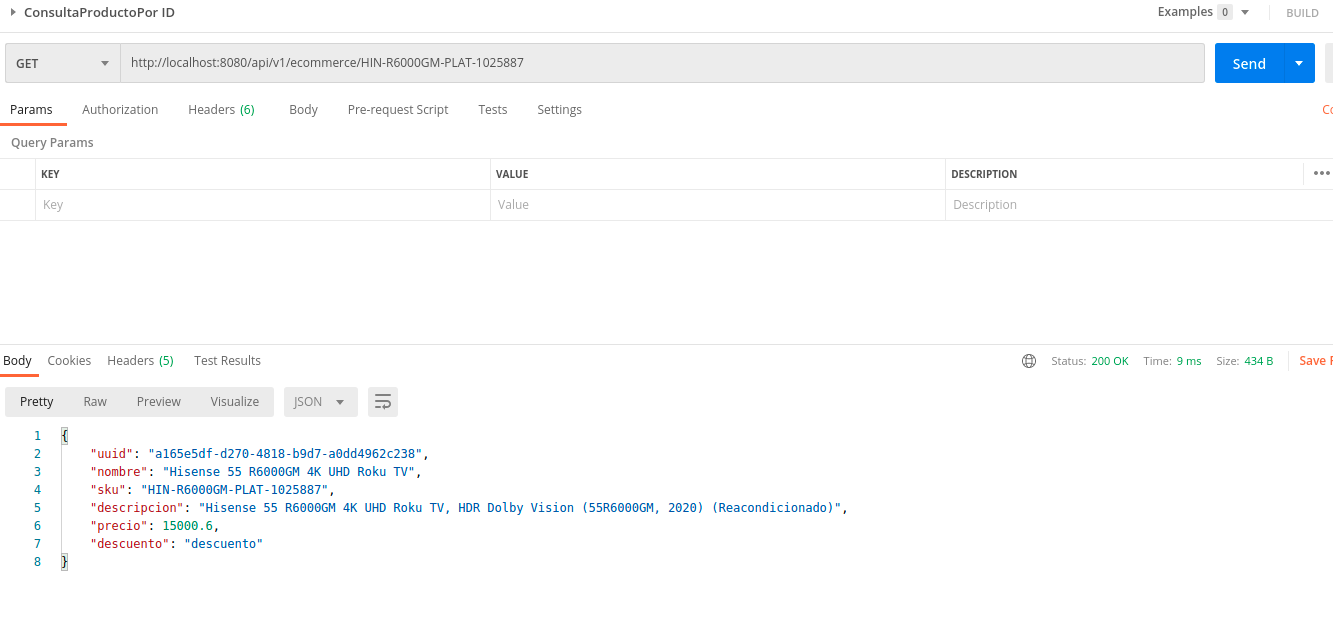 ConsultaProductoPor ID Examples 0 BUILD
GET http://localhost:8080/api/v1/ecommerce/HIN-R6000GM-PLAT-1025887 Send
Params Authorization Headers (6) Body Pre-request Script Tests Settings
Query Params
KEY VALUE DESCRIPTION
Key Value Description
Body Cookies Headers (5) Test Results Status: 200 OK Time: 9 ms Size: 434 B Save
Pretty Raw Preview Visualize JSON
1 {
2 "uuid": "a165e5df-d270-4818-b9d7-a0dd4962c238",
3 "nombre": "Hisense 55 R6000GM 4K UHD Roku TV",
4 "sku": "HIN-R6000GM-PLAT-1025887",
5 "descripcion": "Hisense 55 R6000GM 4K UHD Roku TV, HDR Dolby Vision (55R6000GM, 2020) (Reacondicionado)",
6 "precio": 15000.6,
7 "descuento": "descuento"
8 }